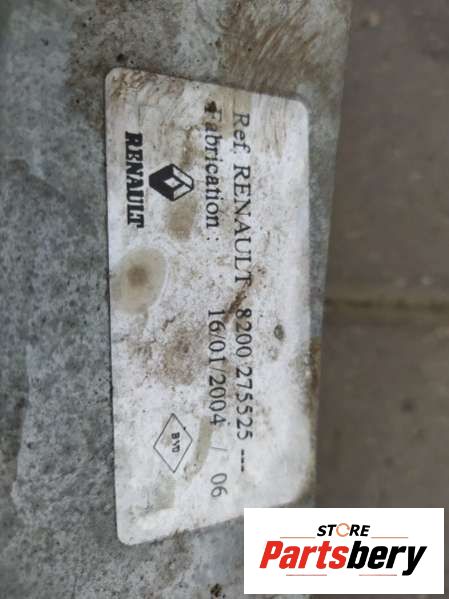 Ref. RENAULT : 8200 275525 ---
Fabrication : 16/01/2004 / 06
RENAULT
STORE
Partsbery